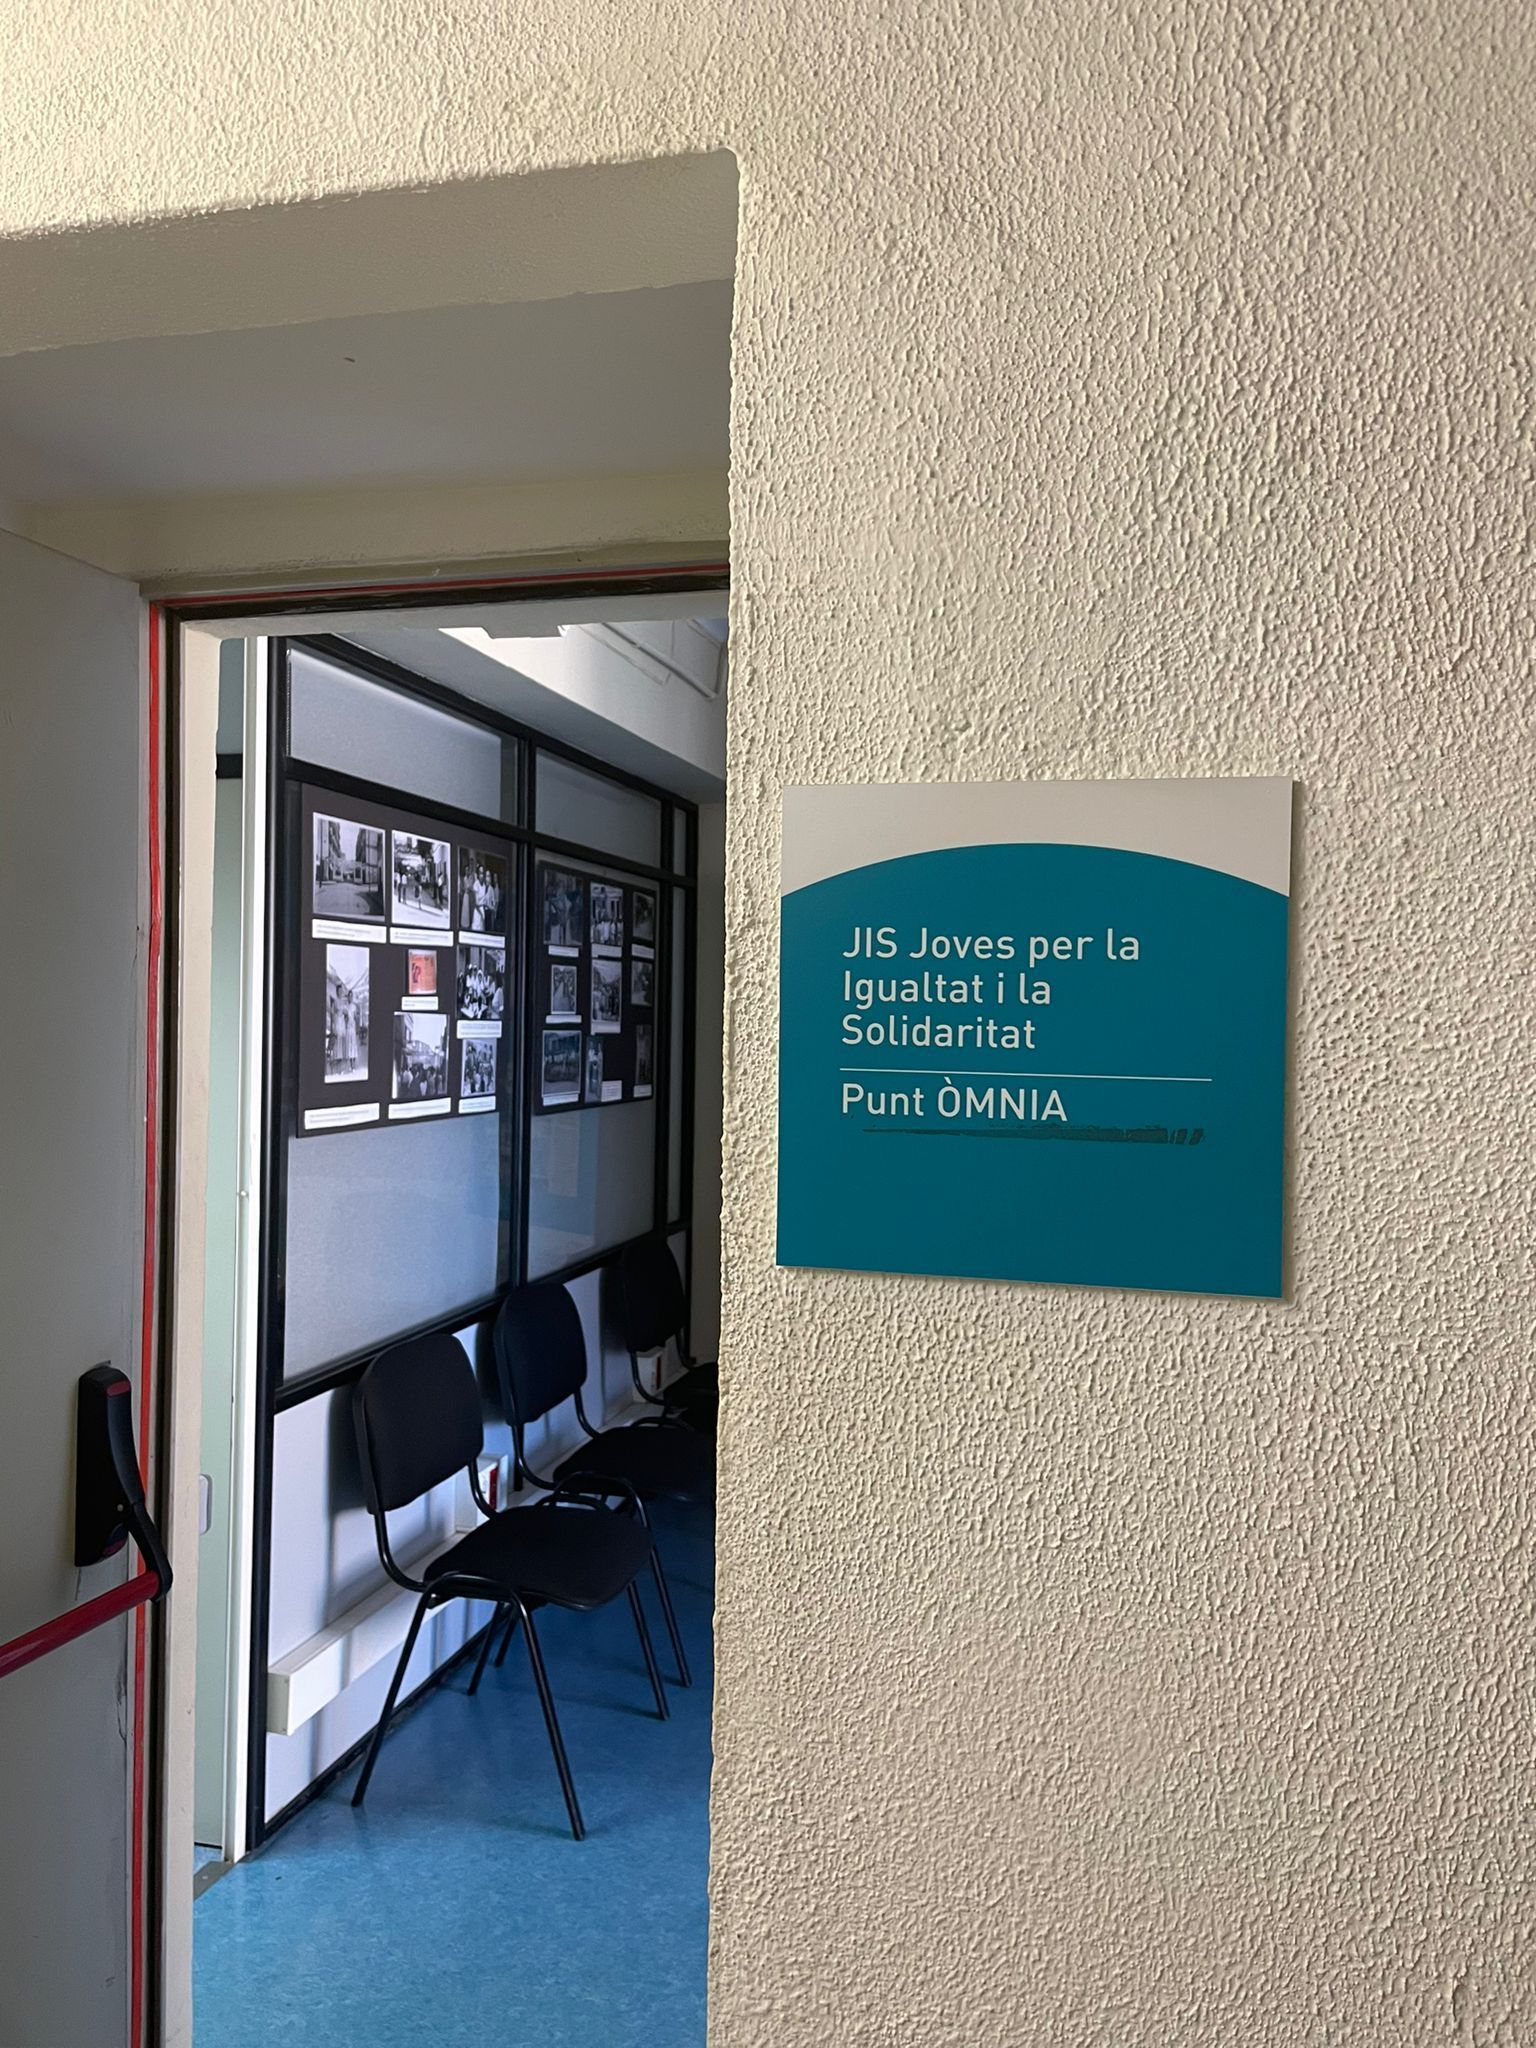 JIS Joves per la
Igualtat i la
Solidaritat
Punt ÒMNIA